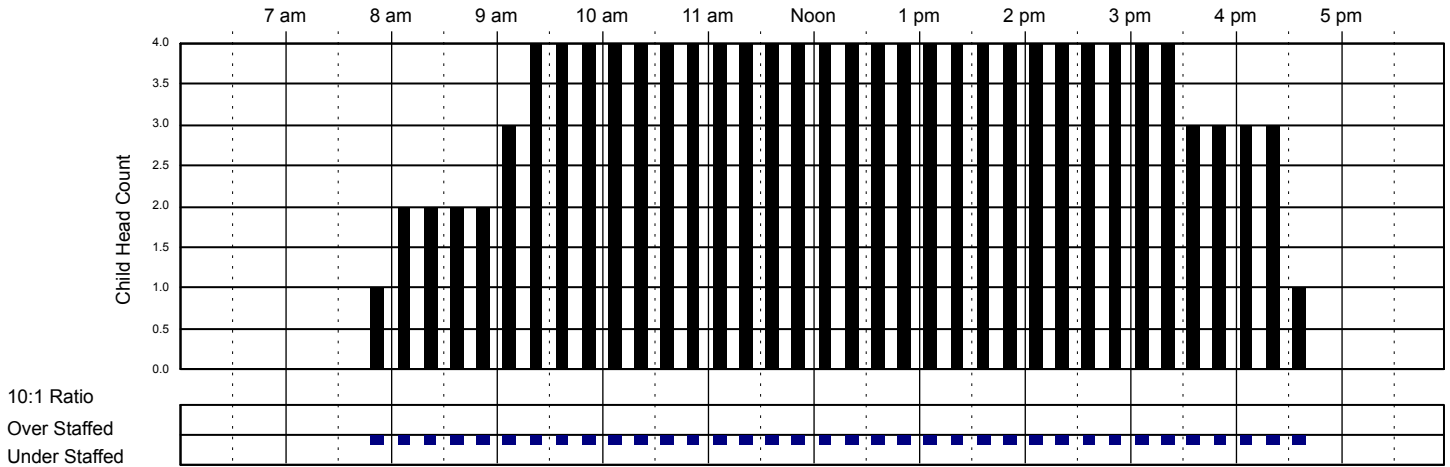 7 am 8 am 9 am 10 am 11 am Noon 1 pm 2 pm 3 pm 4 pm 5 pm
4.0
3.5
3.0
2.5
2.0
1.5
1.0
0.5
0.0
Child Head Count
10:1 Ratio
Over Staffed
Under Staffed